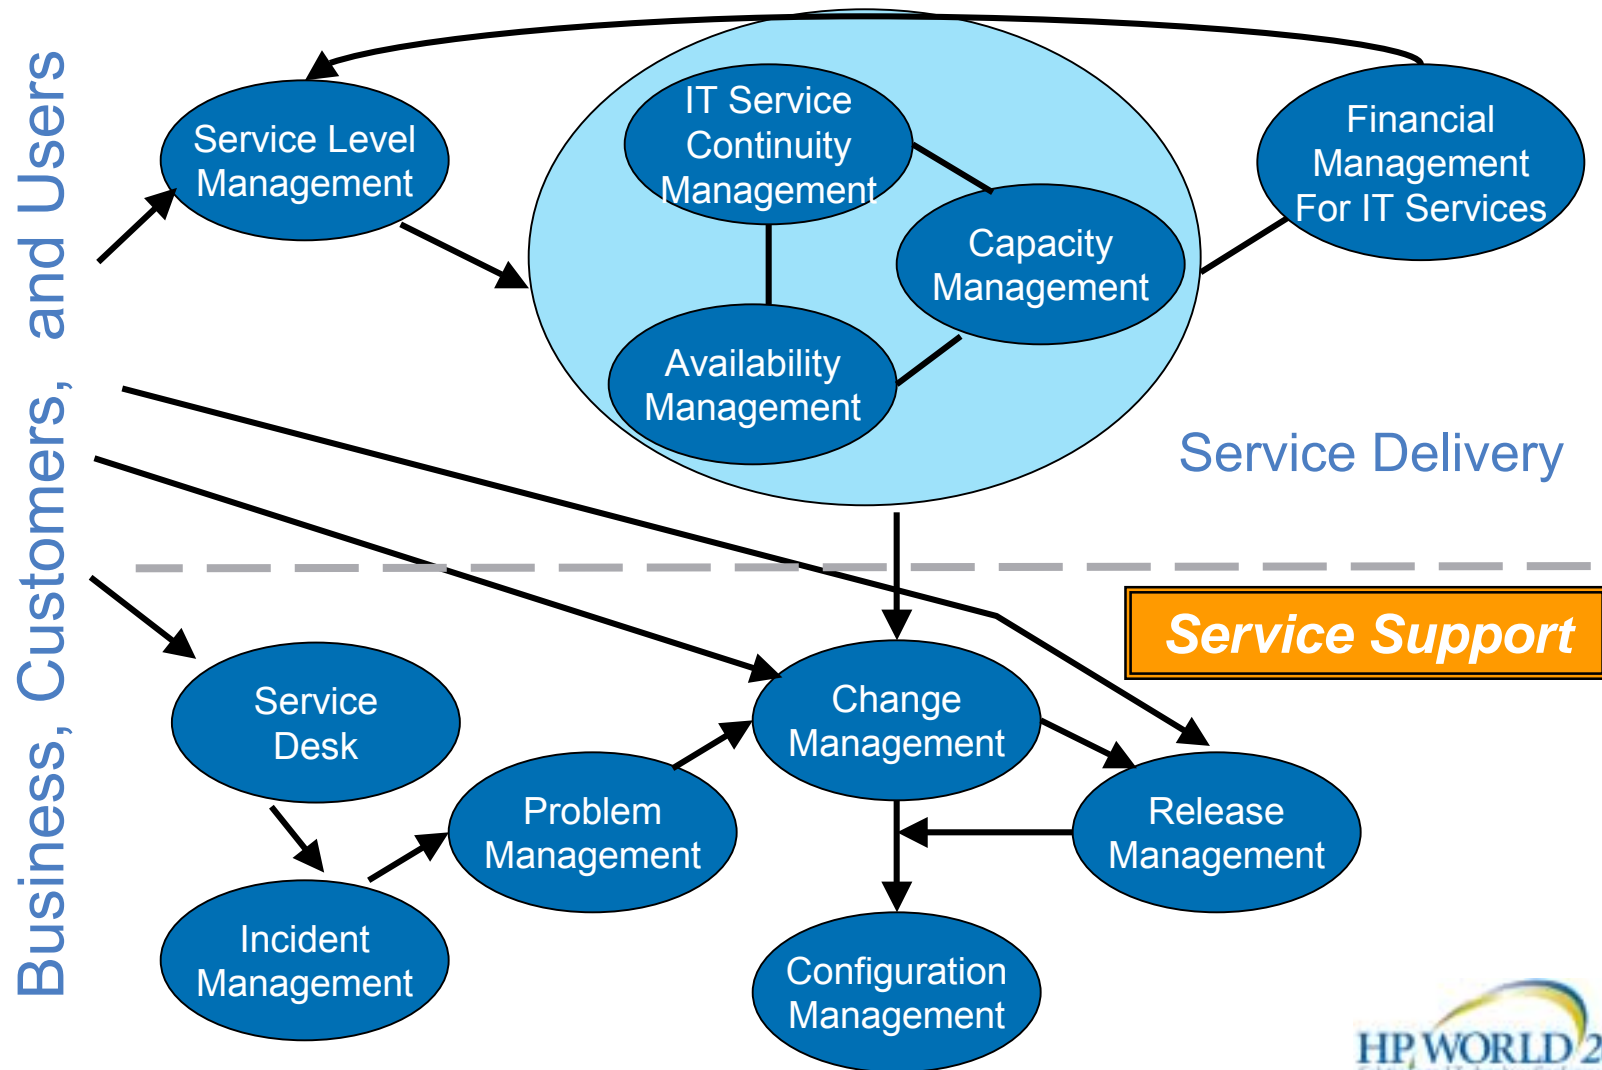 Business, Customers, and Users
Service Level
Management
IT Service
Continuity
Management
Capacity
Management
Availability
Management
Financial
Management
For IT Services
Service Delivery
Service Support
Service
Desk
Incident
Management
Problem
Management
Change
Management
Release
Management
Configuration
Management
HP WORLD 2